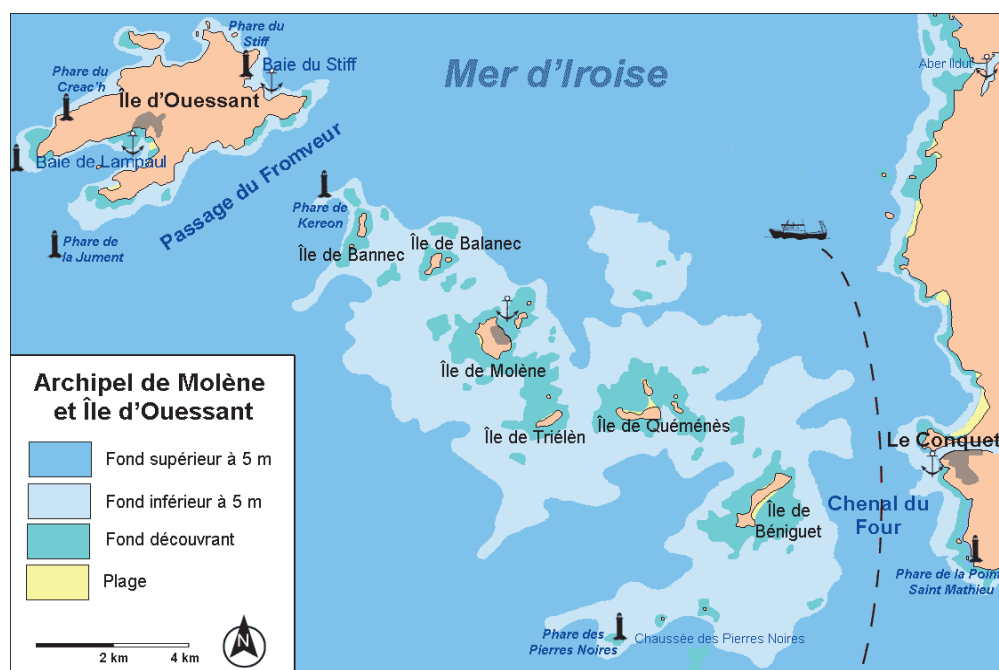 Phare du
Stiff
Baie du Stiff
Mer d'Iroise
Aber Ildut
Phare du
Creac'h
Île d'Ouessant
Baie de Lampaul
Passage du Fromveur
Phare de
Kereon
Phare de
la Jument
Île de Bannec
Île de Balanec
Île de Molène
Île de Trielèn
Île de Quéménès
Le Conquet
Île de
Béniguet
Chenal du
Four
Phare de la Point
Saint Mathieu
Phare des
Pierres Noires
Chaussée des Pierres Noires
Archipel de Molène
et Île d'Ouessant
Fond supérieur à 5 m
Fond inférieur à 5 m
Fond découvrant
Plage
2 km
4 km
N